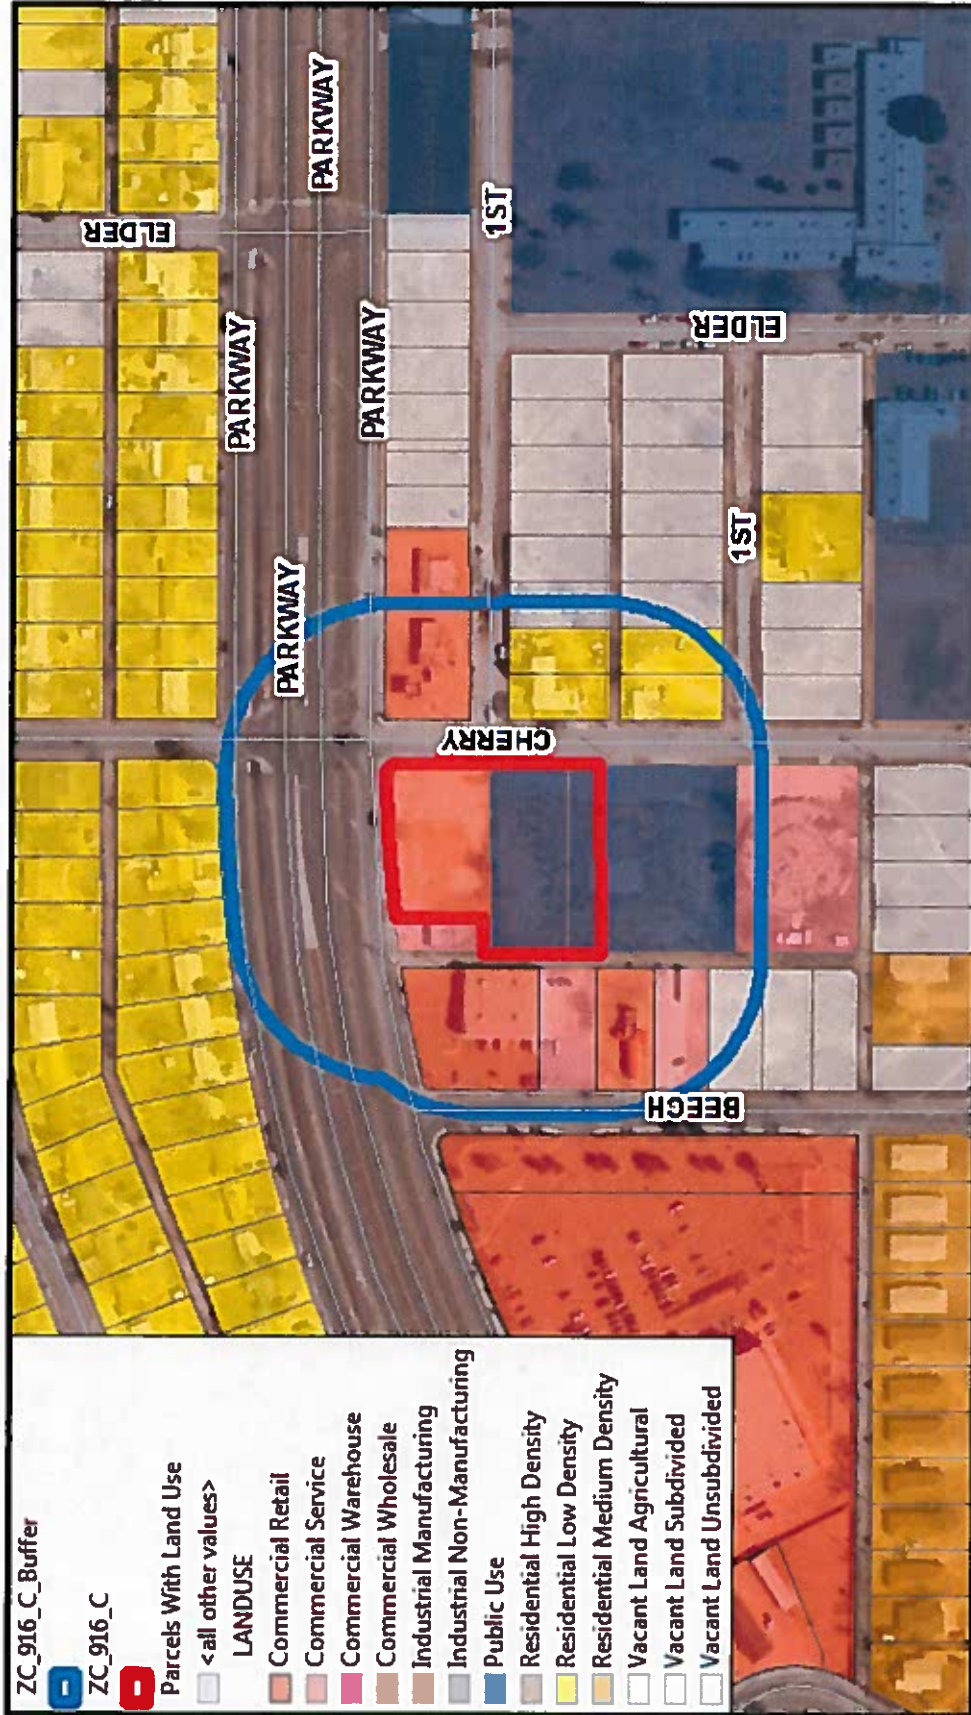 ZC_916_C_Buffer
ZC_916_C
Parcels With Land Use
<all other values>
LANDUSE
Commercial Retail
Commercial Service
Commercial Warehouse
Commercial Wholesale
Industrial Manufacturing
Industrial Non-Manufacturing
Public Use
Residential High Density
Residential Low Density
Residential Medium Density
Vacant Land Agricultural
Vacant Land Subdivided
Vacant Land Unsubdivided
ELDER
PARKWAY
PARKWAY
PARKWAY
PARKWAY
1ST
ELDER
1ST
CHERRY
BEECH